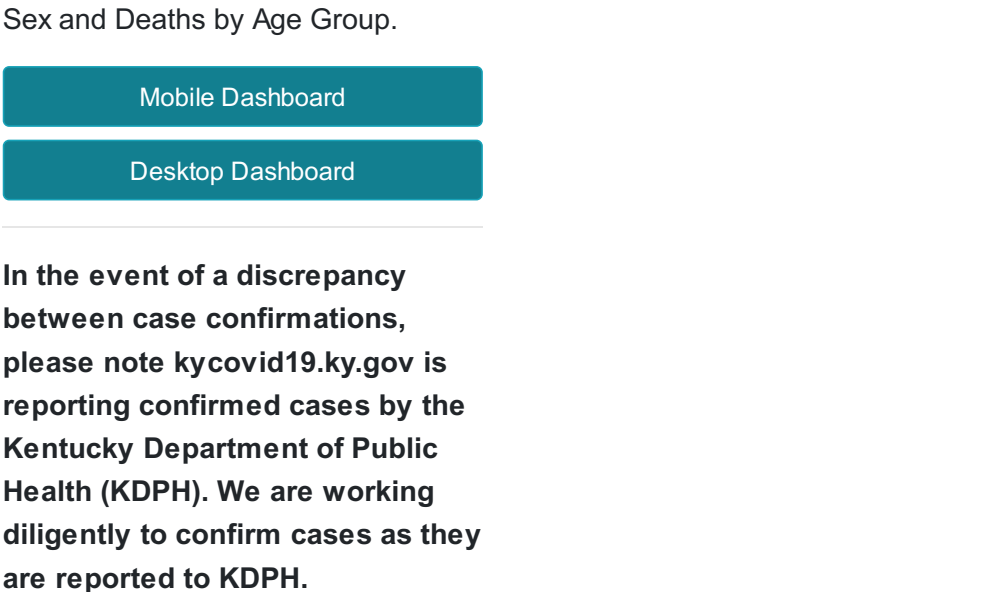 Sex and Deaths by Age Group.
Mobile Dashboard
Desktop Dashboard
In the event of a discrepancy
between case confirmations,
please note kycovid19.ky.gov is
reporting confirmed cases by the
Kentucky Department of Public
Health (KDPH). We are working
diligently to confirm cases as they
are reported to KDPH.